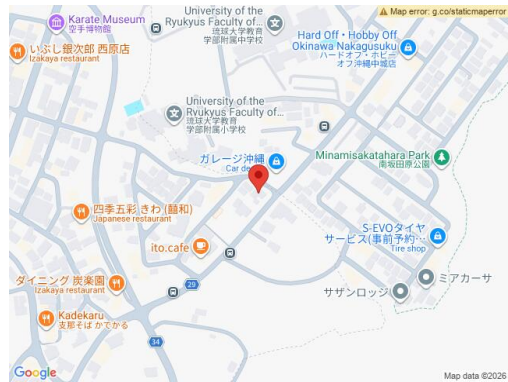 Map error: g.co/staticmaperror
Karate Museum
空手博物館
University of the
Ryukyus Faculty of...
琉球大学教育
学部附属中学校
Hard Off・Hobby Off
Okinawa Nakagusuku
ハードオフ・ホビー
オフ沖縄中城店
いぶし銀次郎 西原店
Izakaya restaurant
University of the
Ryukyus Faculty of...
琉球大学教育
学部附属小学校
ガレージ沖縄
Car de
Minamisakatahara Park
南坂田原公園
四季五彩 きわ (囍和)
Japanese restaurant
S-EVOタイヤ
サービス(事前予約…
Tire shop
ito.cafe
ミアカーサ
ダイニング 炭楽園
Izakaya restaurant
29
サザンロッジ
Kadekaru
支那そば かでかる
34
Google
Map data ©2026